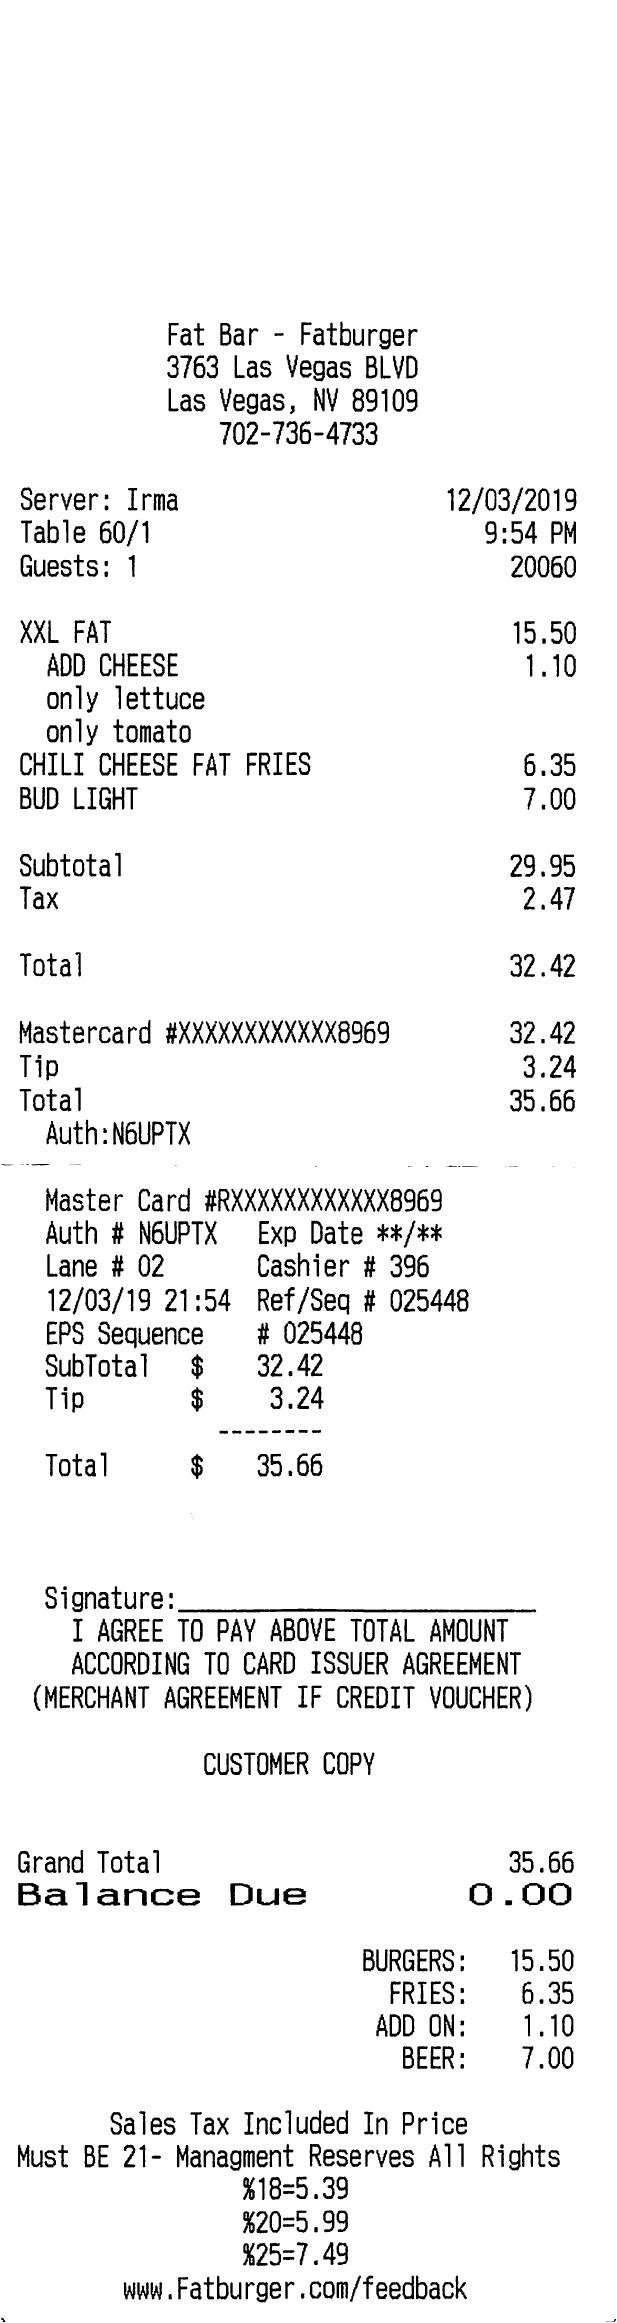 Fat Bar - Fatburger
3763 Las Vegas BLVD
Las Vegas, NV 89109
702-736-4733
Server: Irma 12/03/2019
Table 60/1 9:54 PM
Guests: 1 20060
XXL FAT 15.50
ADD CHEESE 1.10
only lettuce
only tomato
CHILI CHEESE FAT FRIES 6.35
BUD LIGHT 7.00
Subtotal 29.95
Tax 2.47
Total 32.42
Mastercard #XXXXXXXXXXXX8969 32.42
Tip 3.24
Total 35.66
Auth:N6UPTX
Master Card #RXXXXXXXXXXXX8969
Auth # N6UPTX Exp Date **/**
Lane # 02 Cashier # 396
12/03/19 21:54 Ref/Seq # 025448
EPS Sequence # 025448
SubTotal $ 32.42
Tip $ 3.24
--------
Total $ 35.66
Signature:___________________________
I AGREE TO PAY ABOVE TOTAL AMOUNT
ACCORDING TO CARD ISSUER AGREEMENT
(MERCHANT AGREEMENT IF CREDIT VOUCHER)
CUSTOMER COPY
Grand Total 35.66
Balance Due 0.00
BURGERS: 15.50
FRIES: 6.35
ADD ON: 1.10
BEER: 7.00
Sales Tax Included In Price
Must BE 21- Managment Reserves All Rights
%18=5.39
%20=5.99
%25=7.49
www.Fatburger.com/feedback